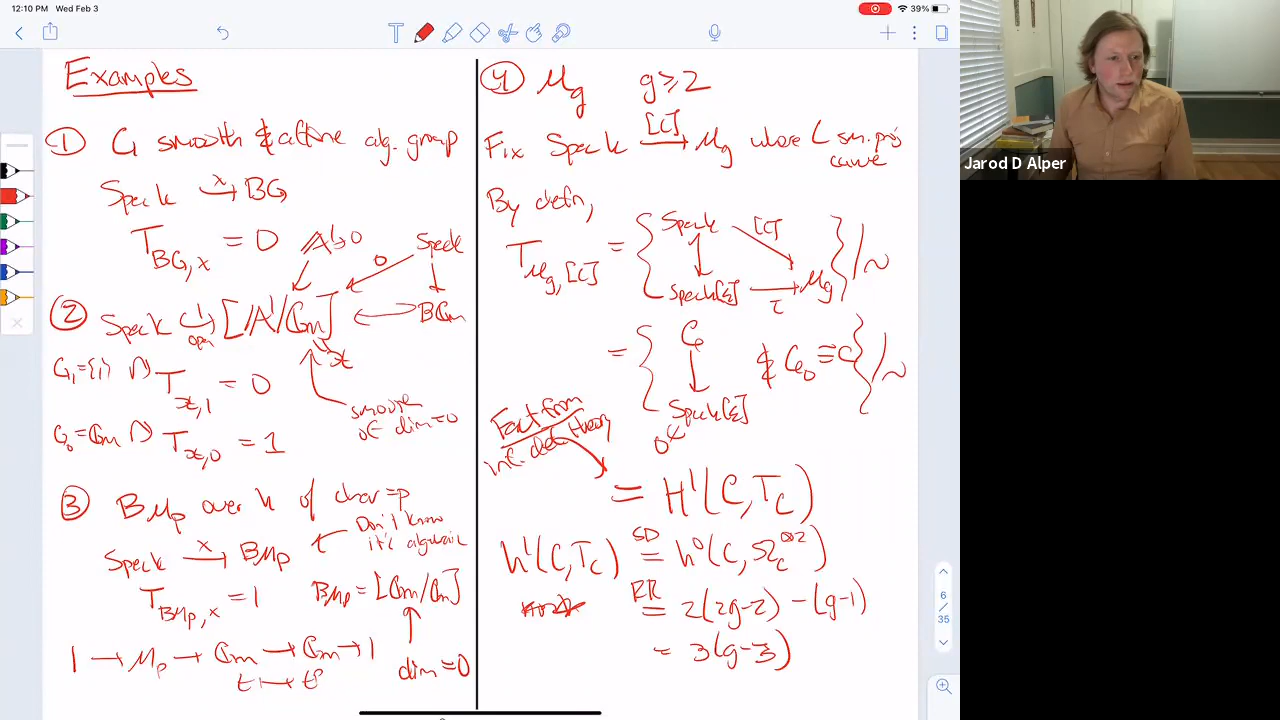 12:10 PM Wed Feb 3
39%
Examples
① G smooth & affine alg. group
Spec k →x BG
T_{BG,x} = 0
A^1 ∋ 0
Spec k
0
② Spec k ↪1 open [A^1/G_m]
BG_m
x
G_1 = {1} T_{X,1} = 0
smooth of dim=0
G_0 = G_m T_{X,0} = 1
③ Bμ_p over k of char = p
Spec k →x Bμ_p
Don't know it's algebraic
T_{Bμ_p,x} = 1
Bμ_p = [G_m/G_m]
1 → μ_p → G_m → G_m → 1
t ↦ t^p
dim = 0
④ M_g g ≥ 2
Fix Spec k →[C] M_g where C sm. proj curve
By defn,
T_{M_g,[C]} = { Spec k [C] Spec k[ε] →τ M_g } / ~
= { C ↓ Spec k[ε] & C_0 ≅ C } / ~
0
Fact from inf. def. theory
= H^1(C, T_C)
h^1(C, T_C) =SD h^0(C, Ω_C^{⊗2})
=RR 2(2g-2) - (g-1)
= 3(g-3)
Jarod D Alper
6
/
35